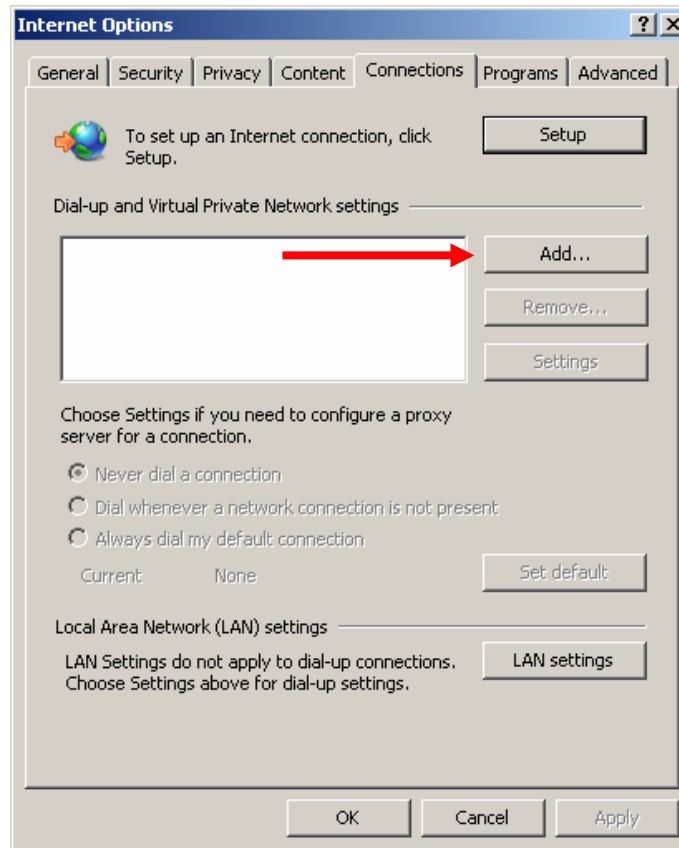 Internet Options
General Security Privacy Content Connections Programs Advanced
To set up an Internet connection, click
Setup.
Setup
Dial-up and Virtual Private Network settings
Add...
Remove...
Settings
Choose Settings if you need to configure a proxy
server for a connection.
Never dial a connection
Dial whenever a network connection is not present
Always dial my default connection
Current None
Set default
Local Area Network (LAN) settings
LAN Settings do not apply to dial-up connections.
Choose Settings above for dial-up settings.
LAN settings
OK Cancel Apply